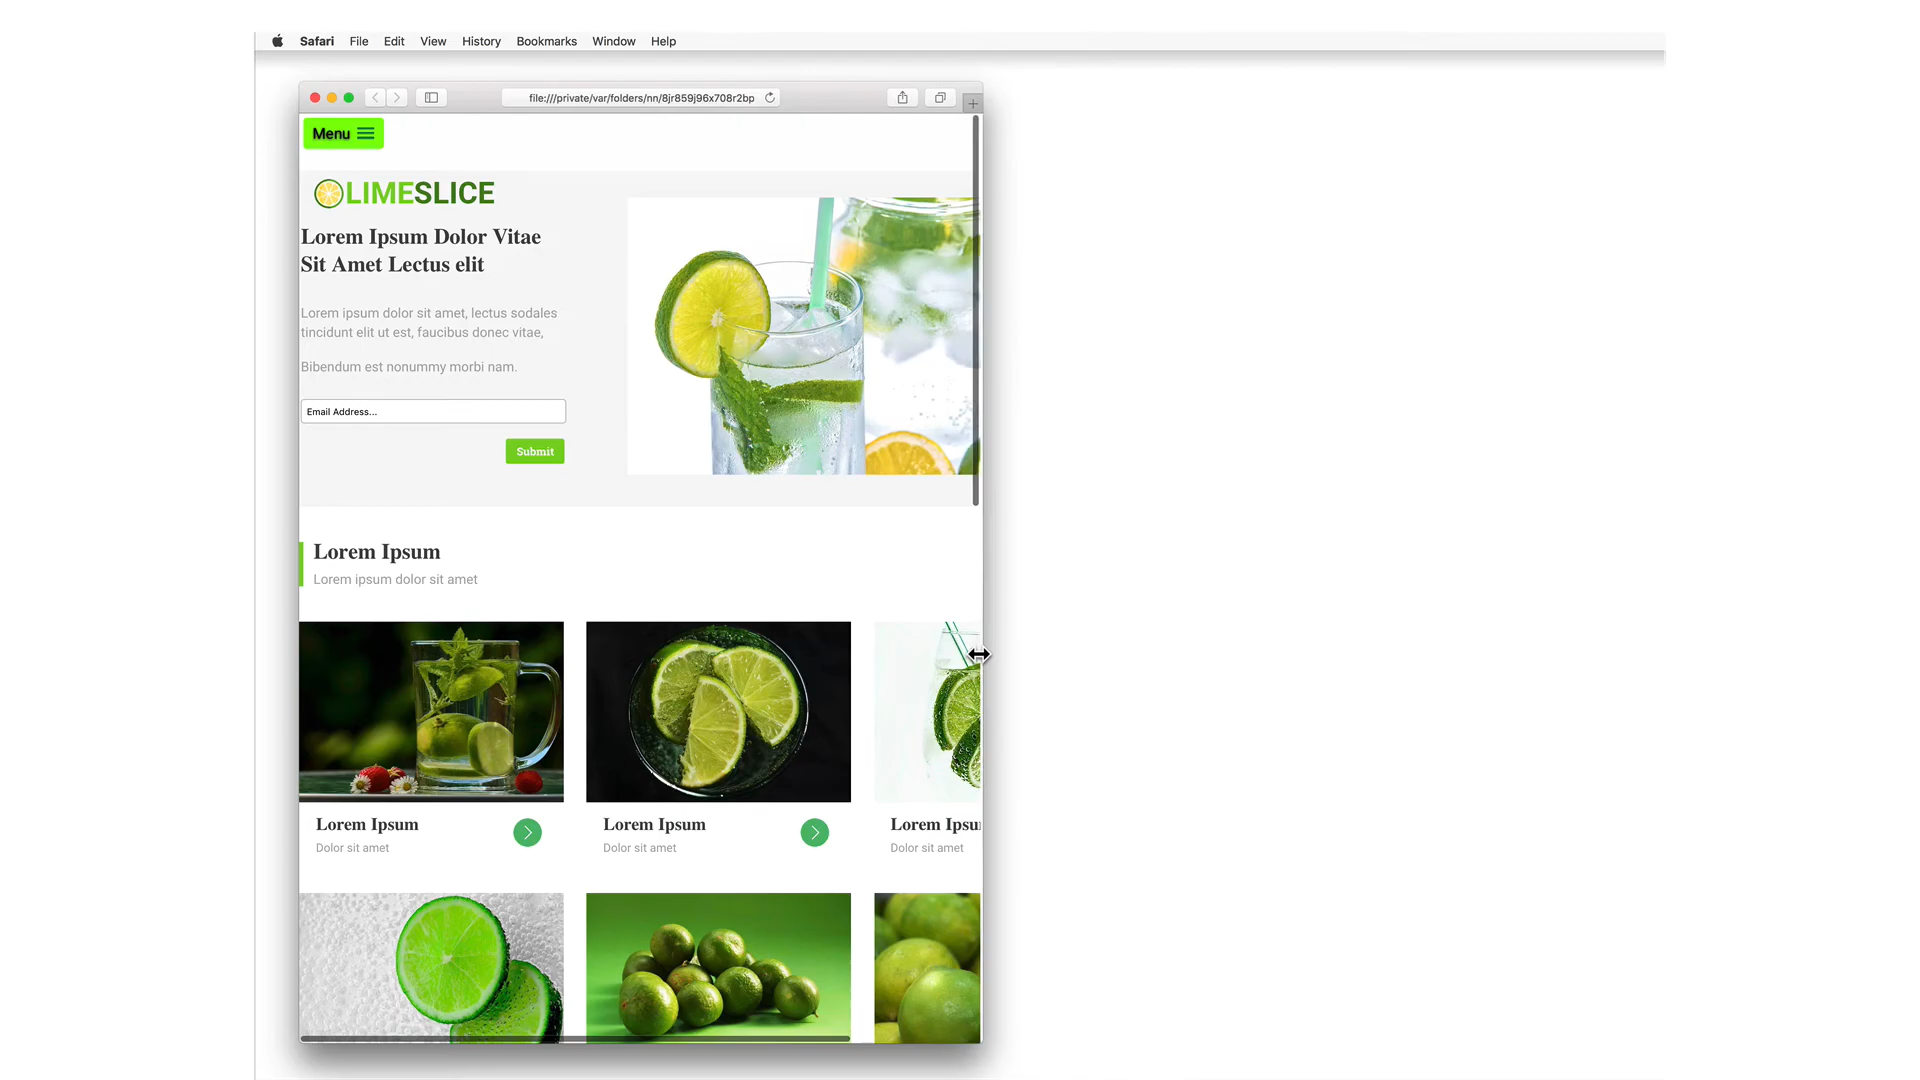 Safari File Edit View History Bookmarks Window Help
file:///private/var/folders/nn/8jr859j96x708r2bp
Menu
LIMESLICE
Lorem Ipsum Dolor Vitae
Sit Amet Lectus elit
Lorem ipsum dolor sit amet, lectus sodales
tincidunt elit ut est, faucibus donec vitae,
Bibendum est nonummy morbi nam.
Email Address...
Submit
Lorem Ipsum
Lorem ipsum dolor sit amet
Lorem Ipsum
Dolor sit amet
Lorem Ipsum
Dolor sit amet
Lorem Ipsu
Dolor sit amet